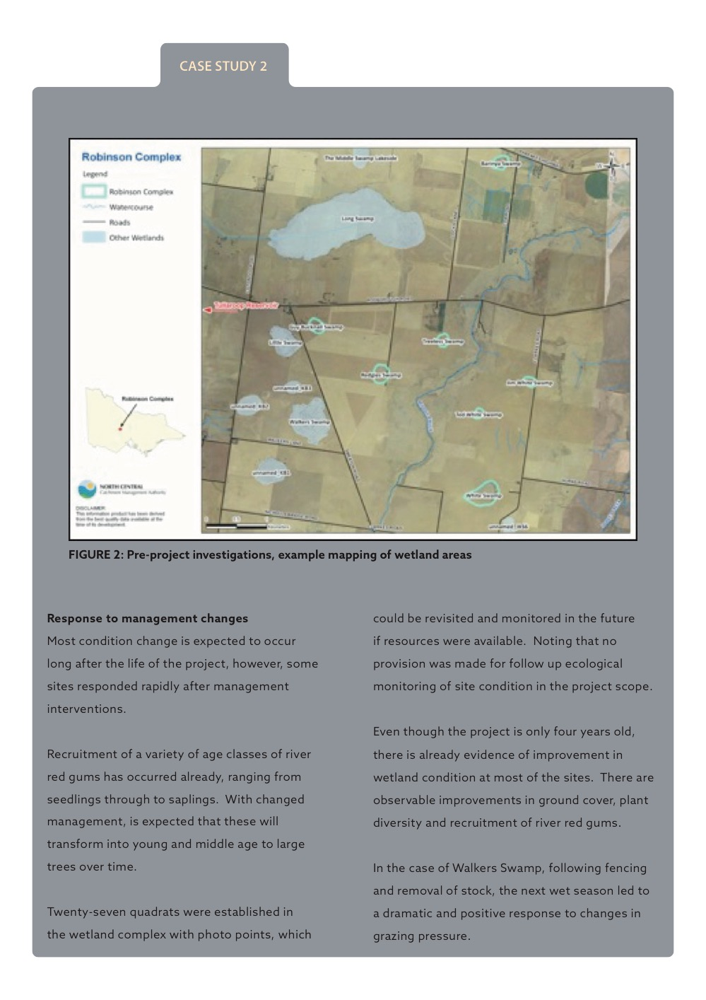 CASE STUDY 2
Robinson Complex
Legend
Robinson Complex
Watercourse
Roads
Other Wetlands
Robinson Complex
NORTH CENTRAL
Catchment Management Authority
DISCLAIMER:
This information product has been derived
from the best quality data available at the
time of its development.
The Middle Swamp Lakeside
Barinya Swamp
Long Swamp
Tullaroop Reservoir
Guy Bucknall Swamp
Little Swamp
Treeless Swamp
Rodgies Swamp
Jim White Swamp
unnamed_KB3
unnamed_KB2
Walkers Swamp
Ted White Swamp
unnamed_KB1
White Swamp
FIGURE 2: Pre-project investigations, example mapping of wetland areas
Response to management changes
Most condition change is expected to occur
long after the life of the project, however, some
sites responded rapidly after management
interventions.
Recruitment of a variety of age classes of river
red gums has occurred already, ranging from
seedlings through to saplings.  With changed
management, is expected that these will
transform into young and middle age to large
trees over time.
Twenty-seven quadrats were established in
the wetland complex with photo points, which
could be revisited and monitored in the future
if resources were available.  Noting that no
provision was made for follow up ecological
monitoring of site condition in the project scope.
Even though the project is only four years old,
there is already evidence of improvement in
wetland condition at most of the sites.  There are
observable improvements in ground cover, plant
diversity and recruitment of river red gums.
In the case of Walkers Swamp, following fencing
and removal of stock, the next wet season led to
a dramatic and positive response to changes in
grazing pressure.